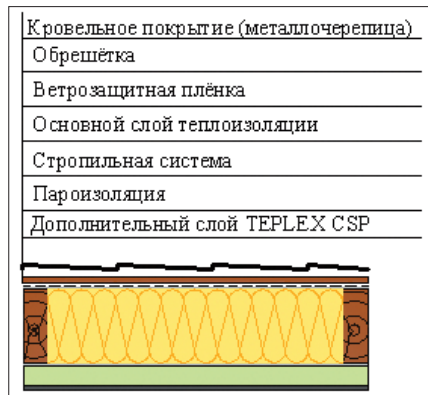 Кровельное покрытие (металлочерепица)
Обрешётка
Ветрозащитная плёнка
Основной слой теплоизоляции
Стропильная система
Пароизоляция
Дополнительный слой TEPLEX CSP